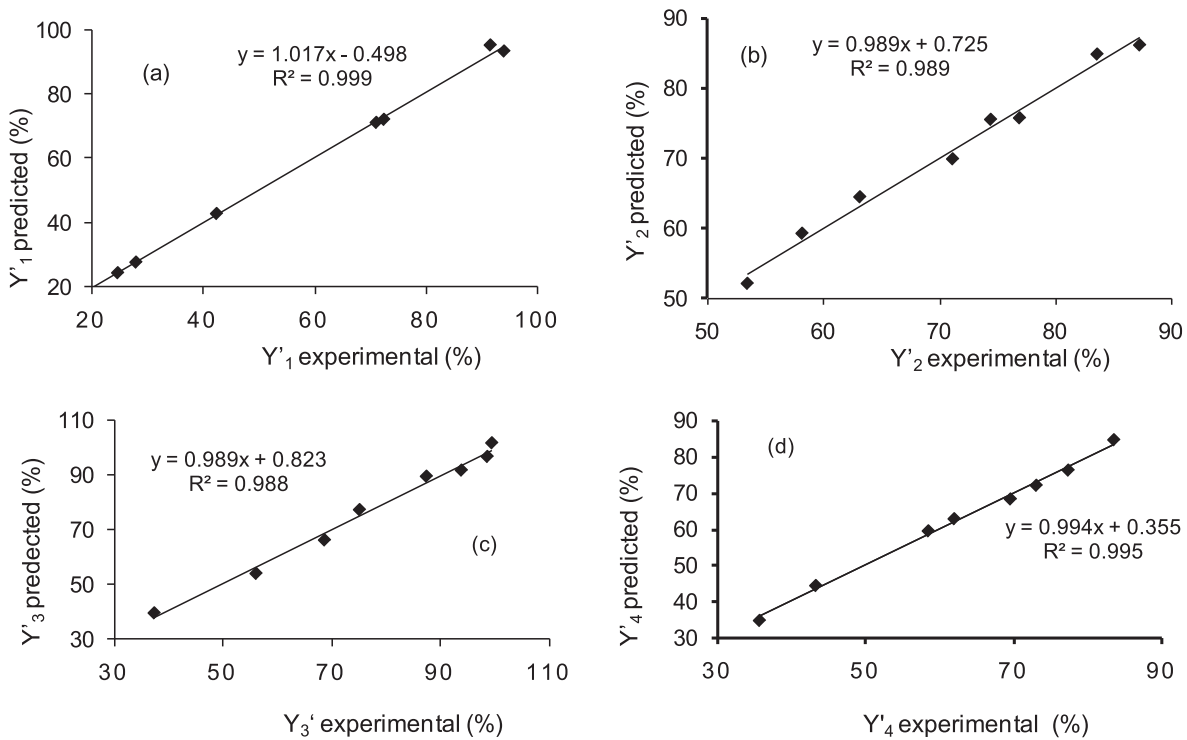 y = 1.017x - 0.498
R² = 0.999
(a)
100
80
60
40
20
20 40 60 80 100
Y’₁ predicted (%)
Y’₁ experimental (%)
y = 0.989x + 0.725
R² = 0.989
(b)
90
80
70
60
50
50 60 70 80 90
Y’₂ predicted (%)
Y’₂ experimental (%)
y = 0.989x + 0.823
R² = 0.988
(c)
110
90
70
50
30
30 50 70 90 110
Y’₃ predected (%)
Y₃‘ experimental (%)
(d)
y = 0.994x + 0.355
R² = 0.995
90
80
70
60
50
40
30
30 50 70 90
Y’₄ predicted (%)
Y'₄ experimental (%)